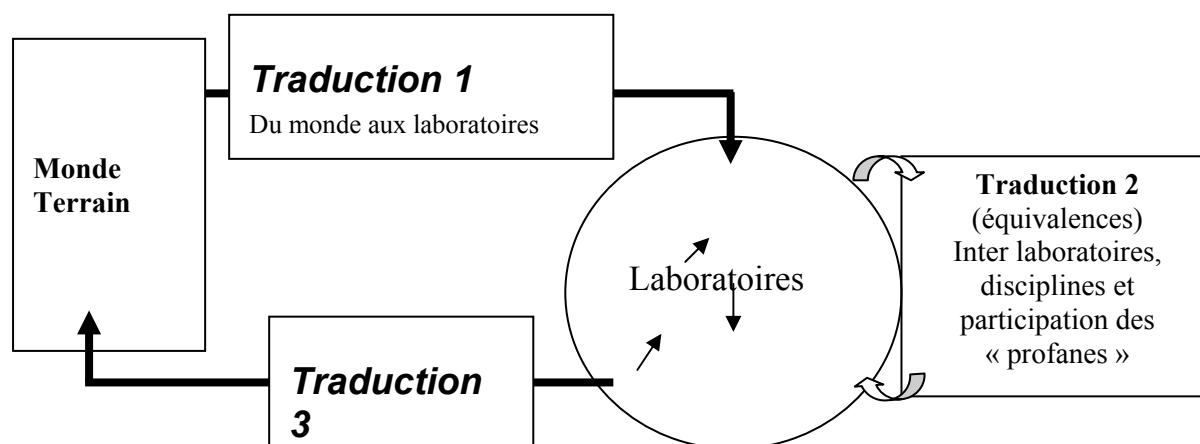 Traduction 1
Du monde aux laboratoires
Monde
Terrain
Traduction 2
(équivalences)
Inter laboratoires,
disciplines et
participation des
« profanes »
Laboratoires
Traduction
3